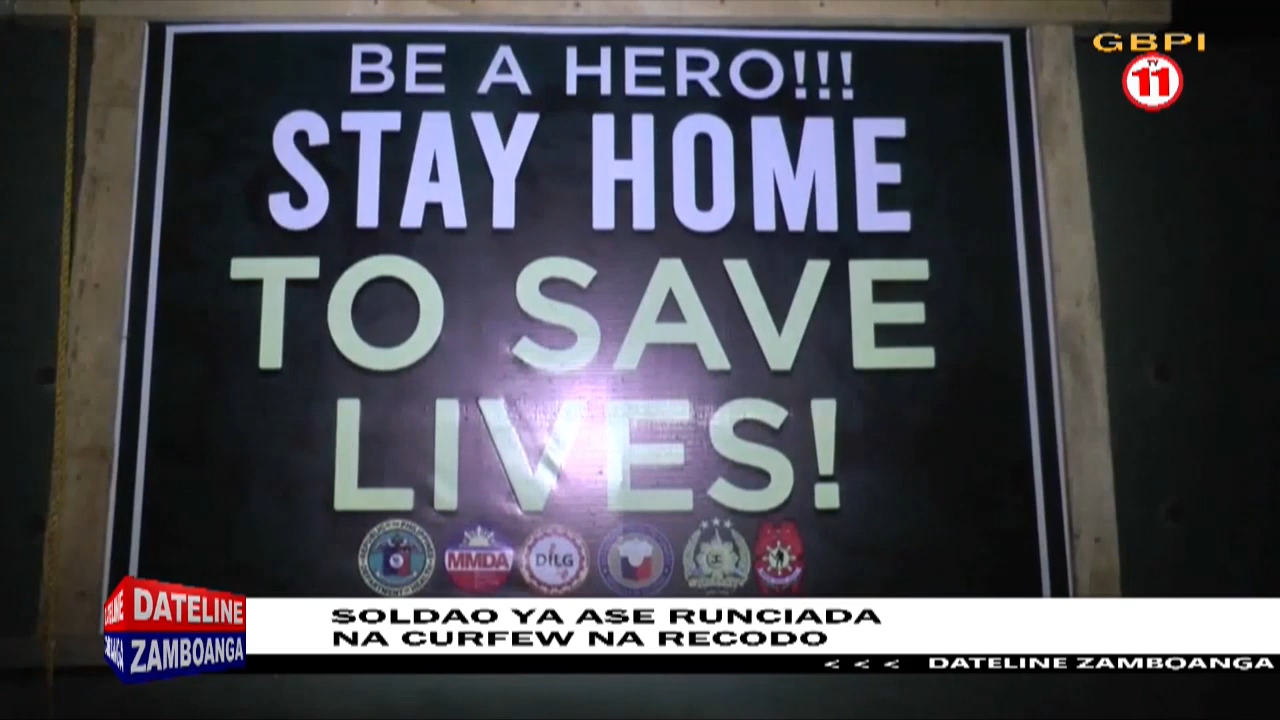 GBPI
TV
11
BE A HERO!!!
STAY HOME
TO SAVE
LIVES!
MMDA
DILG
DATELINE
ZAMBOANGA
SOLDAO YA ASE RUNCIADA
NA CURFEW NA RECODO
< < < DATELINE ZAMBOANGA